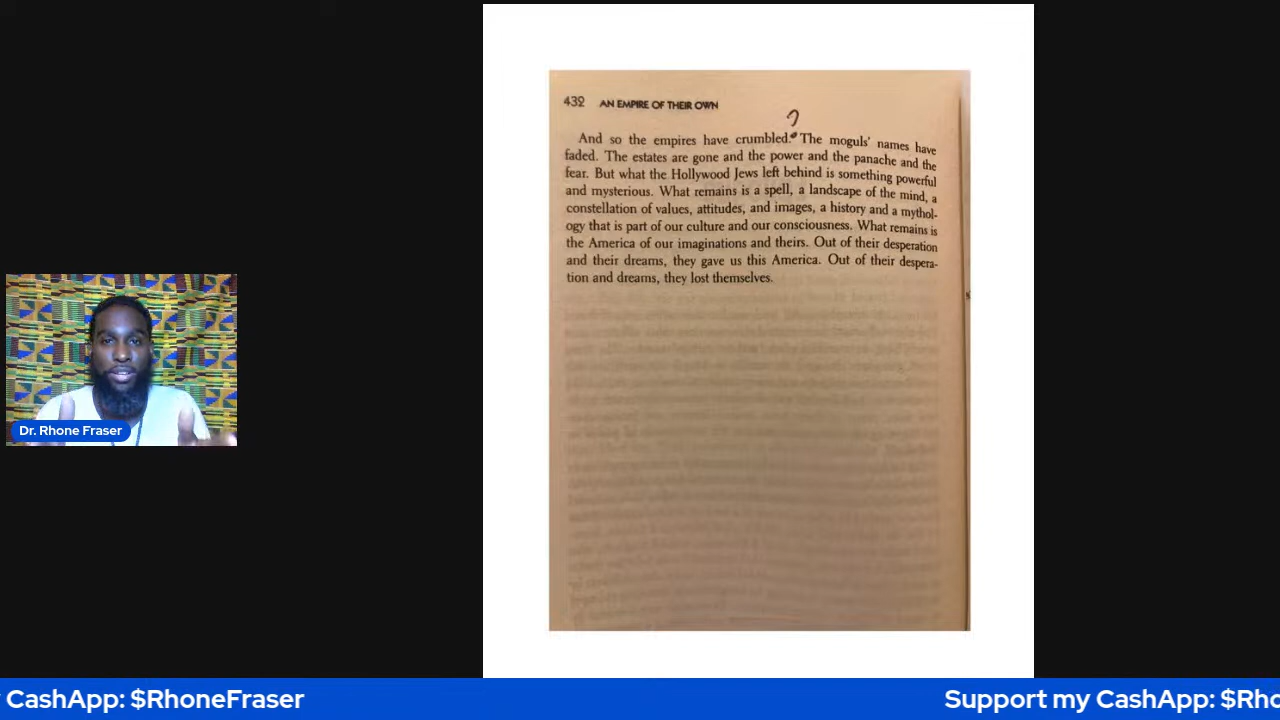 432 AN EMPIRE OF THEIR OWN
?
And so the empires have crumbled. The moguls' names have
faded. The estates are gone and the power and the panache and the
fear. But what the Hollywood Jews left behind is something powerful
and mysterious. What remains is a spell, a landscape of the mind, a
constellation of values, attitudes, and images, a history and a mythol-
ogy that is part of our culture and our consciousness. What remains is
the America of our imaginations and theirs. Out of their desperation
and their dreams, they gave us this America. Out of their despera-
tion and dreams, they lost themselves.
Dr. Rhone Fraser
CashApp: $RhoneFraser
Support my CashApp: $Rho